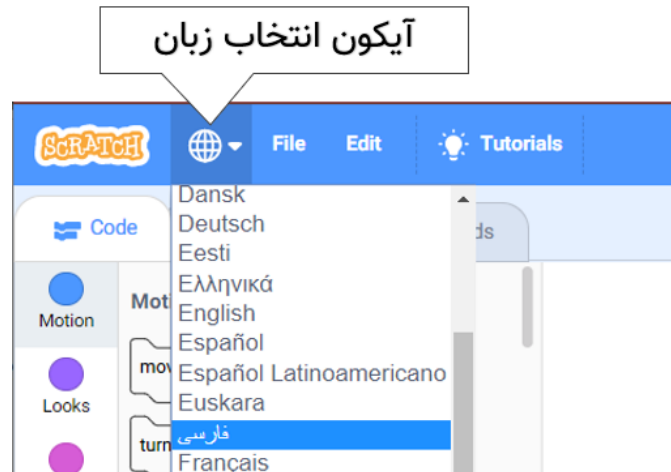 آیکون انتخاب زبان
SCRATCH File Edit Tutorials
Code
Motion
Looks
Dansk
Deutsch
Eesti
Ελληνικά
English
Español
Español Latinoamericano
Euskara
فارسی
Français